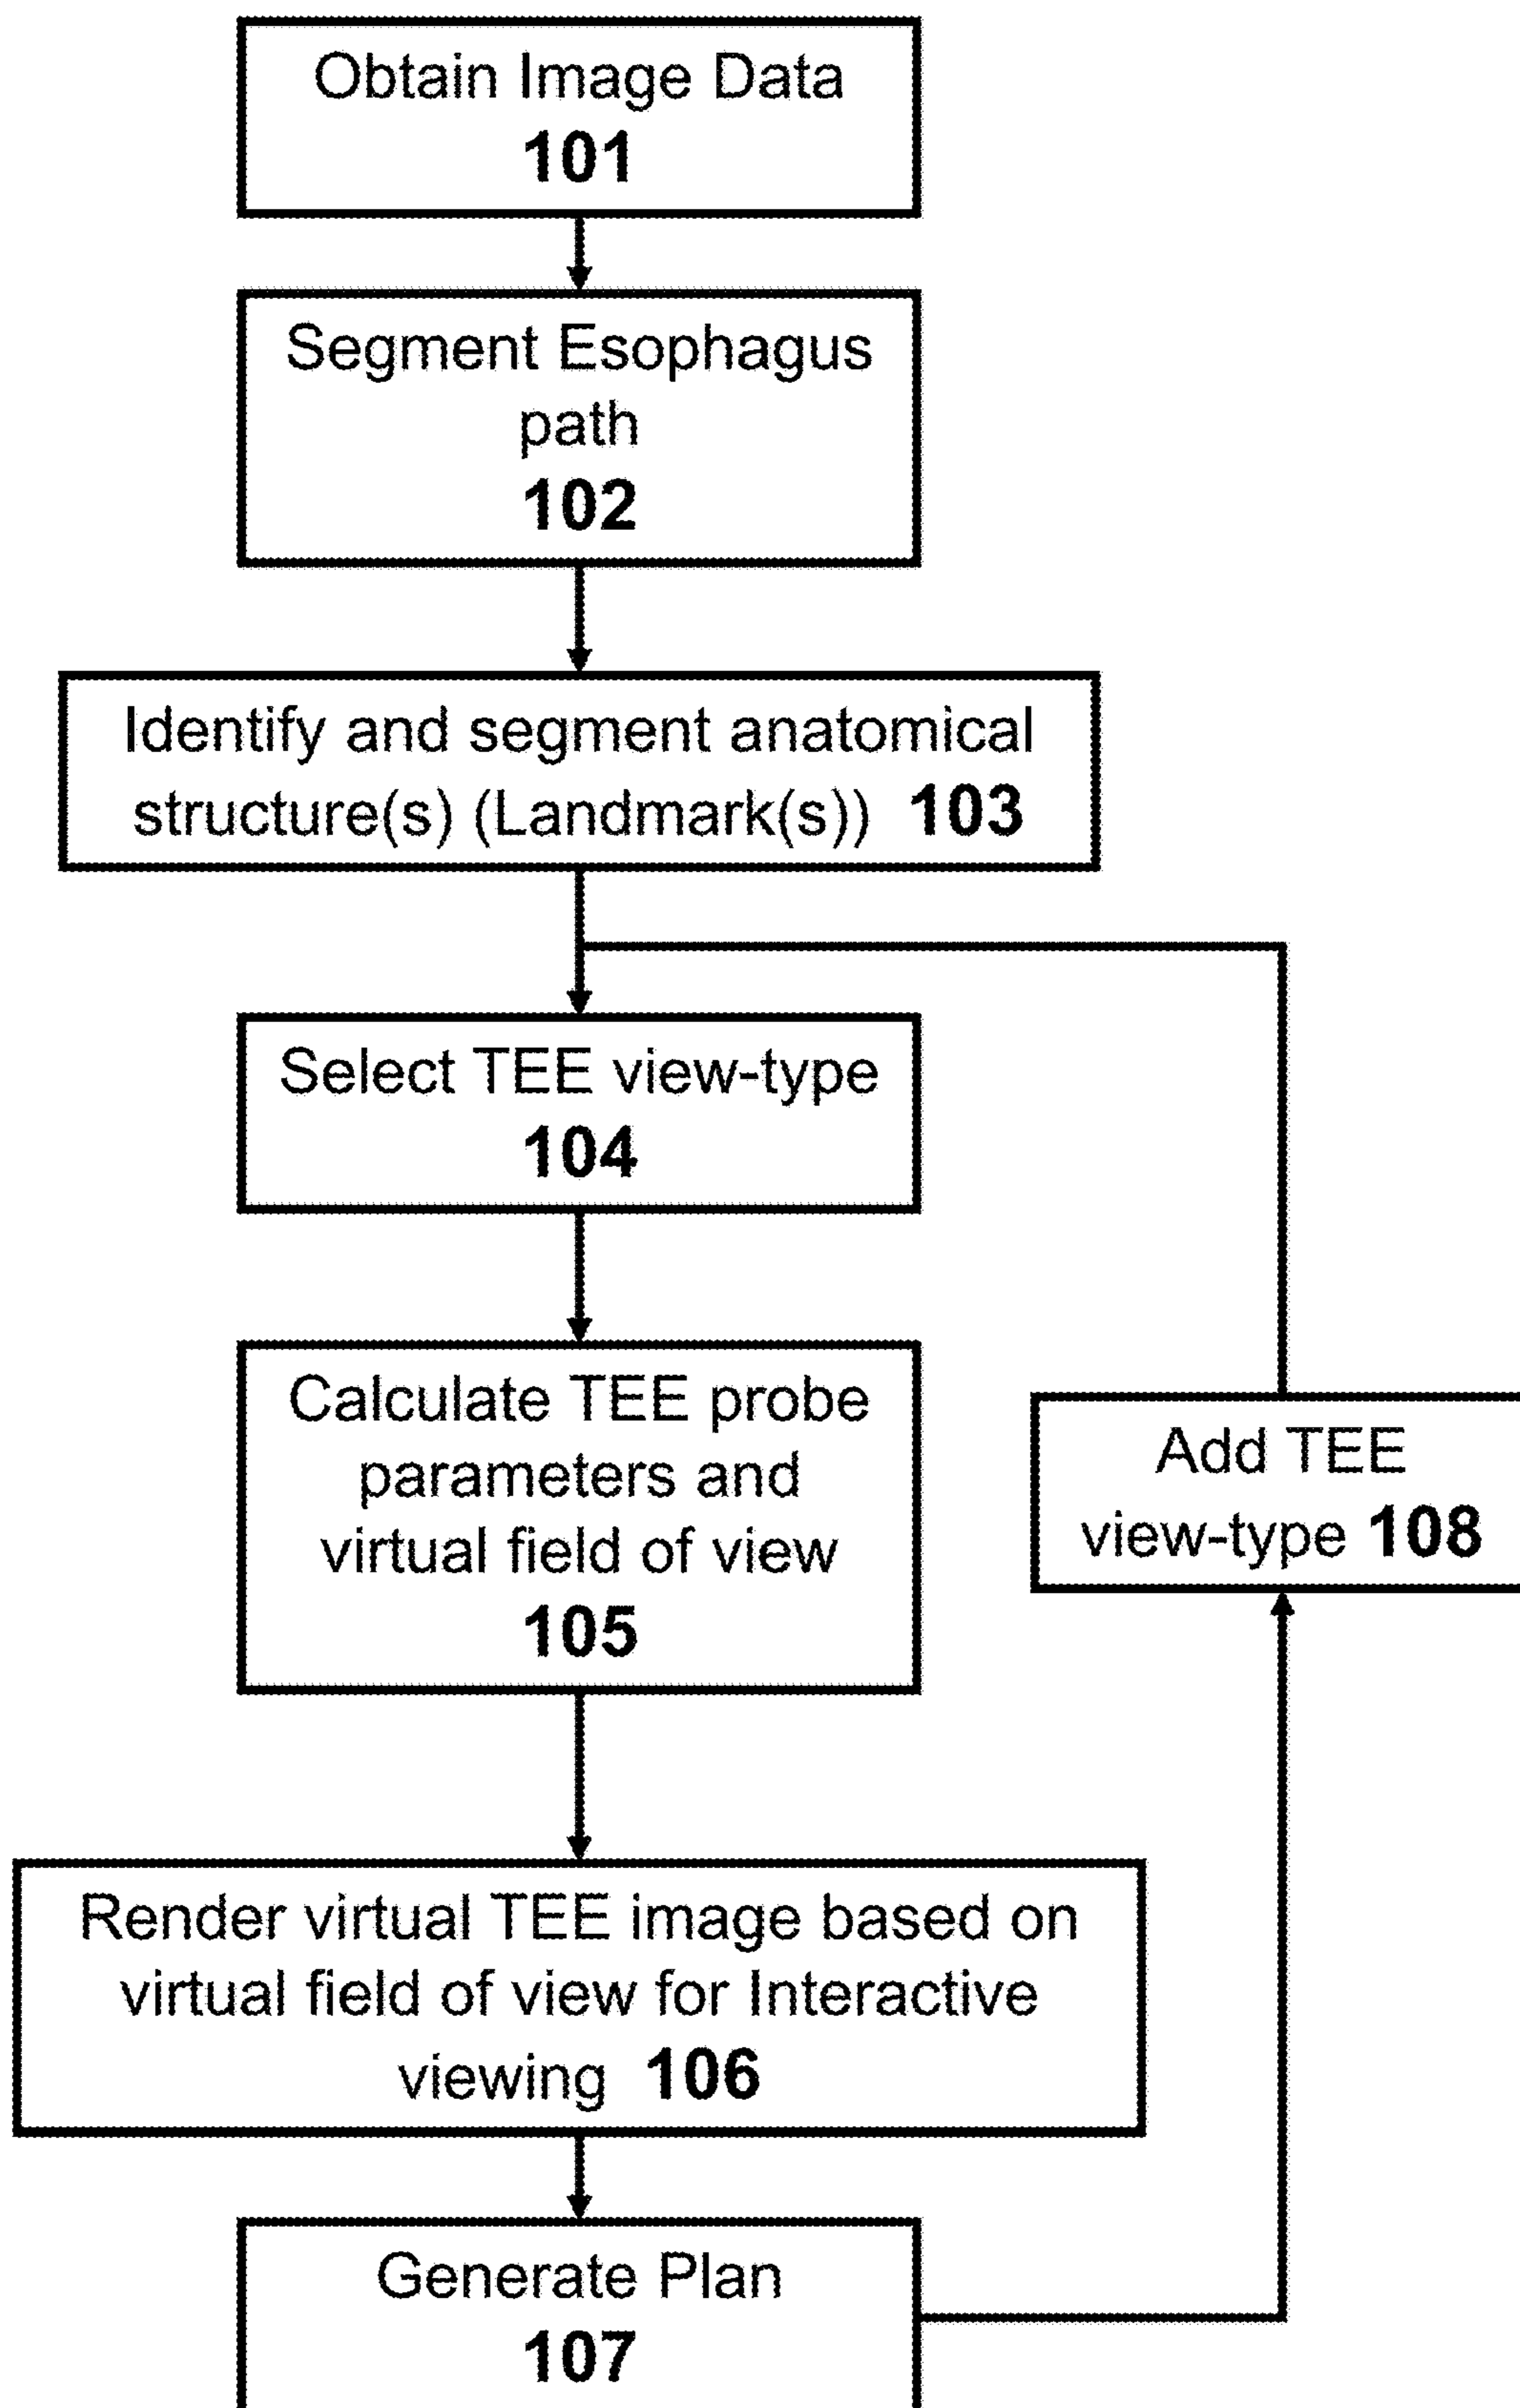 Obtain Image Data
101
Segment Esophagus
path
102
Identify and segment anatomical
structure(s) (Landmark(s)) 103
Select TEE view-type
104
Calculate TEE probe
parameters and
virtual field of view
105
Add TEE
view-type 108
Render virtual TEE image based on
virtual field of view for Interactive
viewing 106
Generate Plan
107